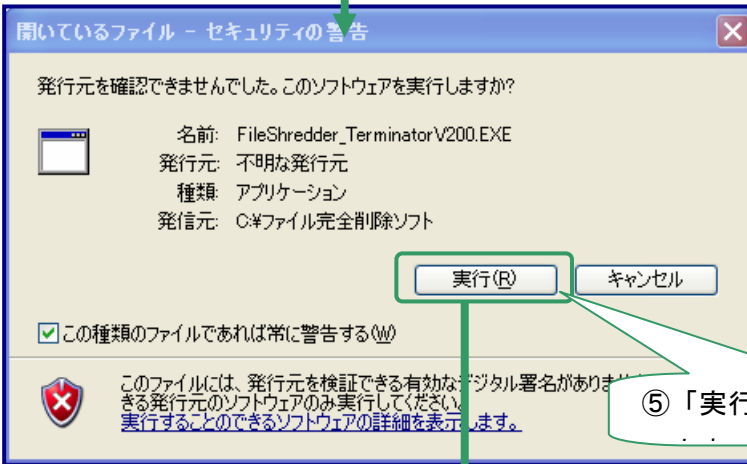 開いているファイル - セキュリティの警告
発行元を確認できませんでした。このソフトウェアを実行しますか?
名前: FileShredder_TerminatorV200.EXE
発行元: 不明な発行元
種類: アプリケーション
発信元: C:¥ファイル完全削除ソフト
実行(R) キャンセル
この種類のファイルであれば常に警告する(W)
このファイルには、発行元を検証できる有効なデジタル署名がありません
きる発行元のソフトウェアのみ実行してください。
実行することのできるソフトウェアの詳細を表示します。
⑤「実行